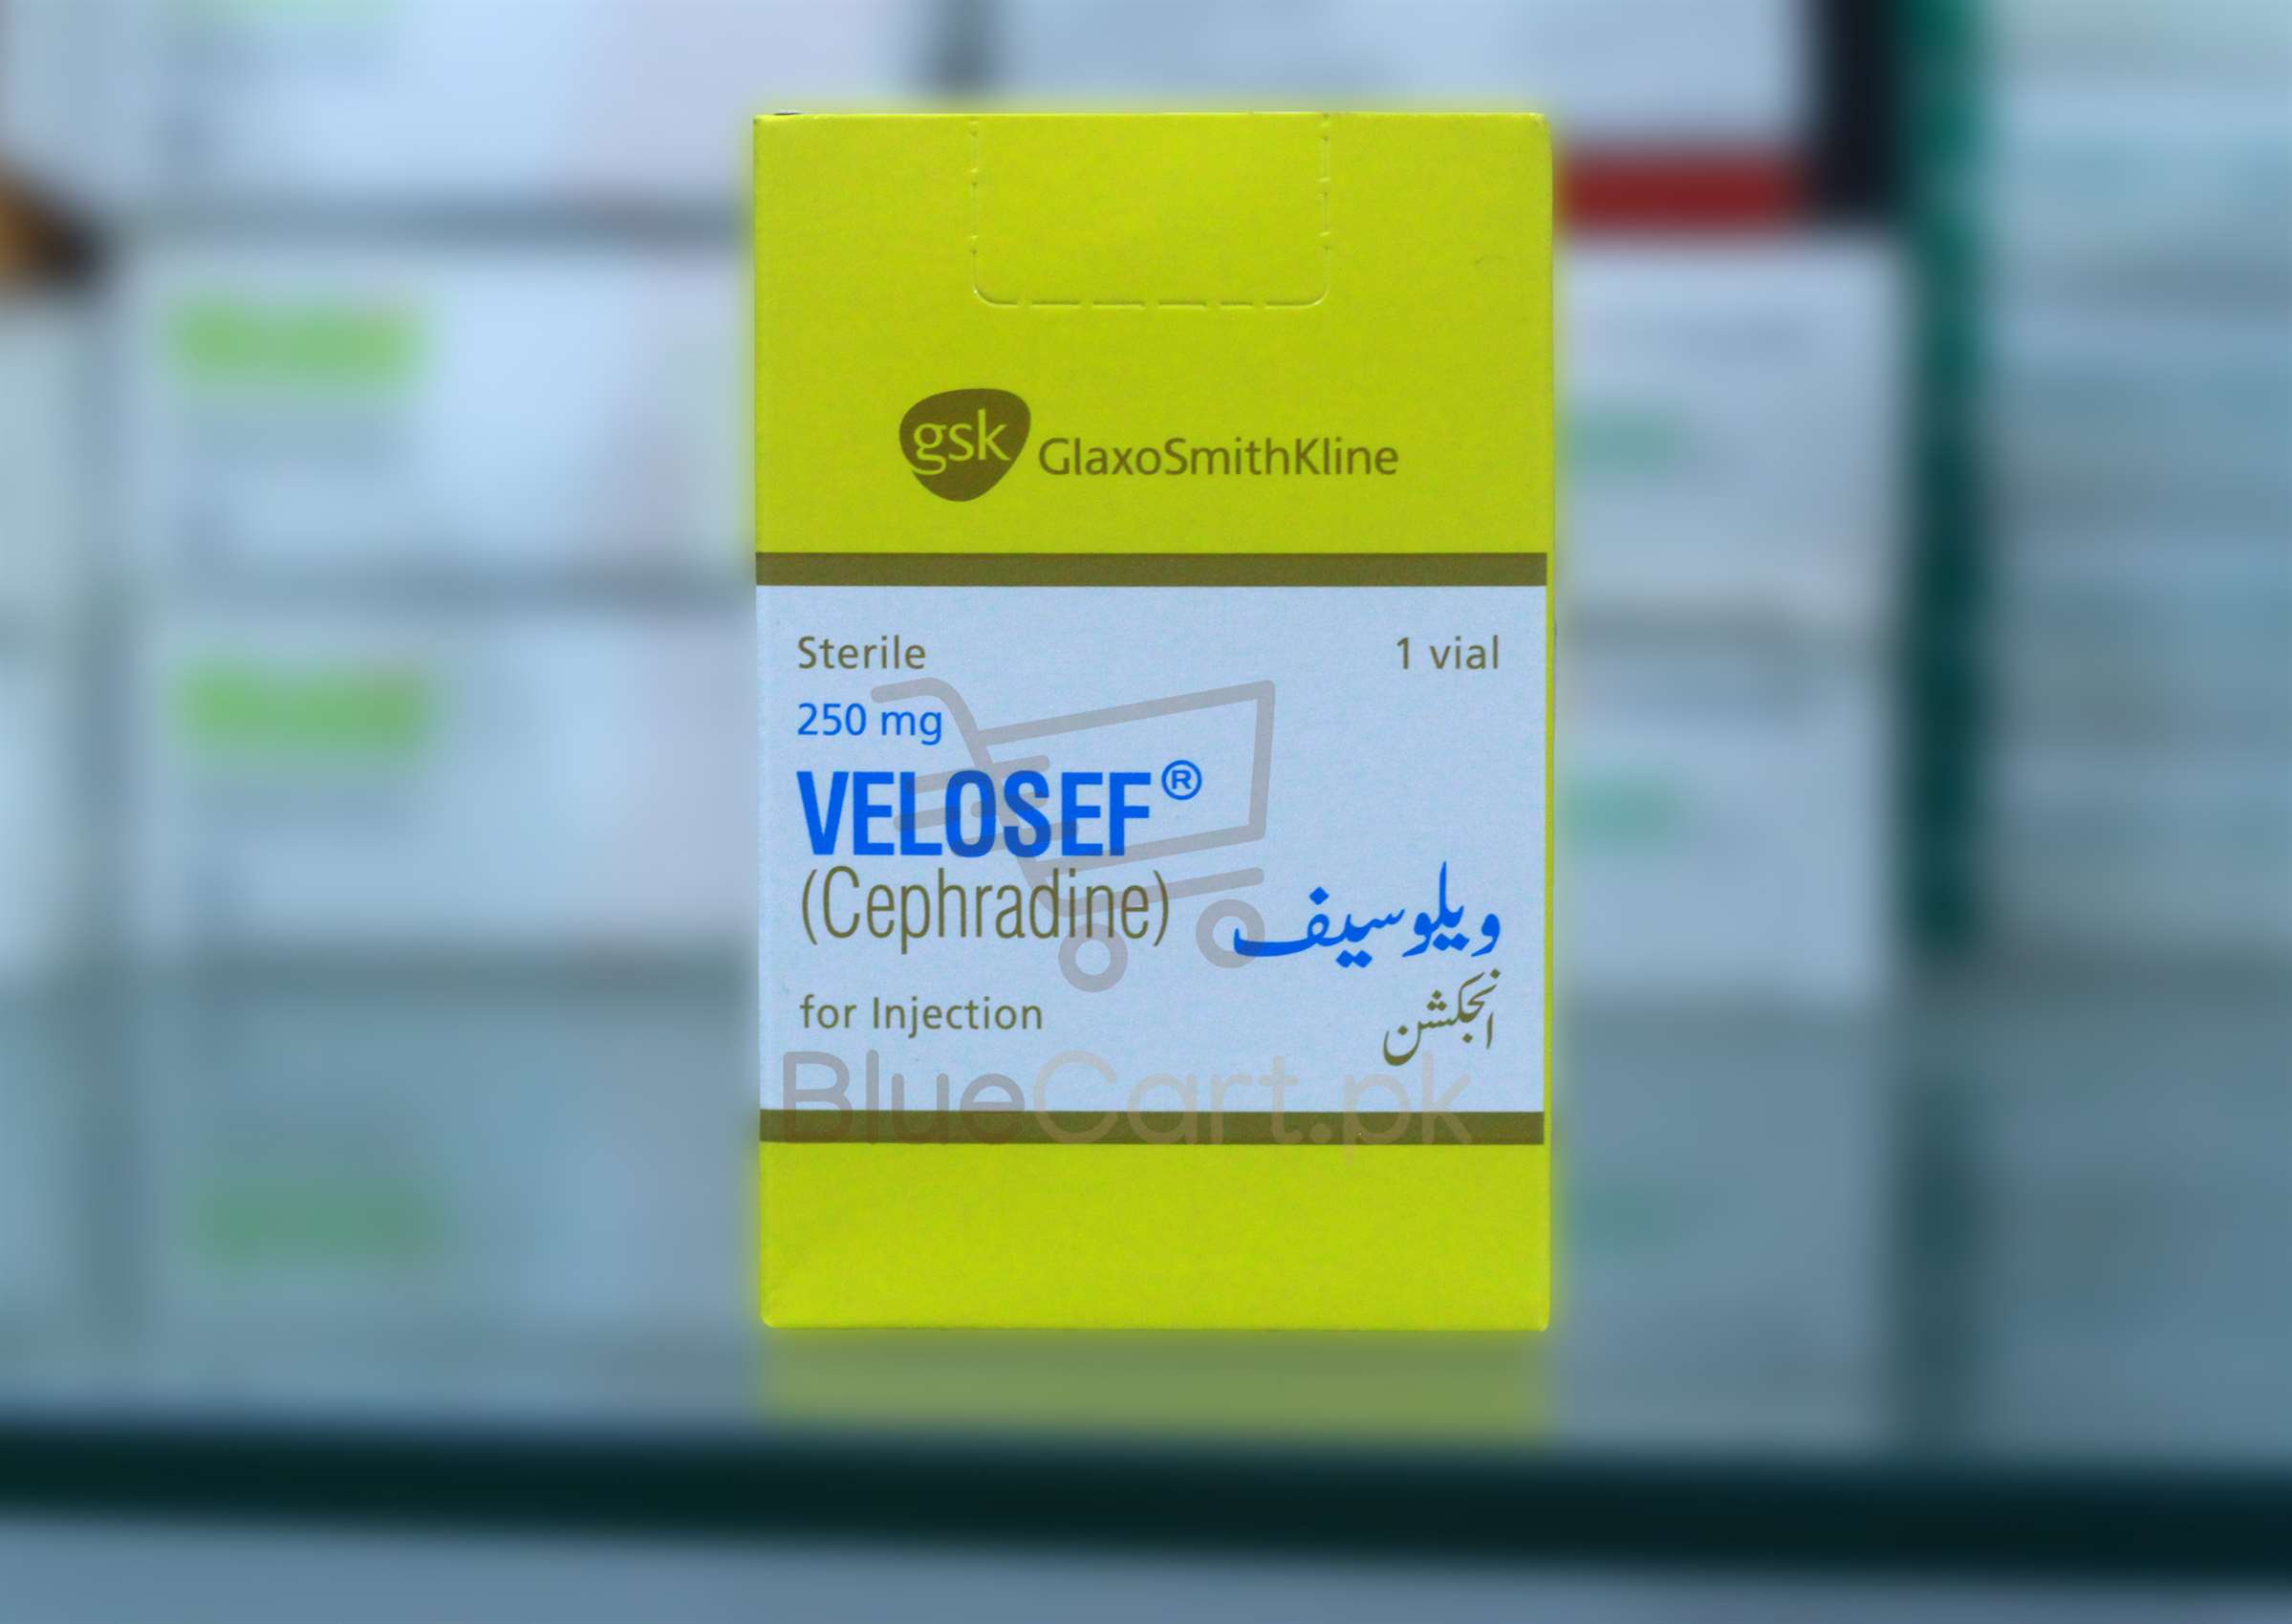 gsk GlaxoSmithKline
Sterile 1 vial
250 mg
VELOSEF®
(Cephradine)
ویلوسیف
for Injection
انجکشن
BlueCart.pk